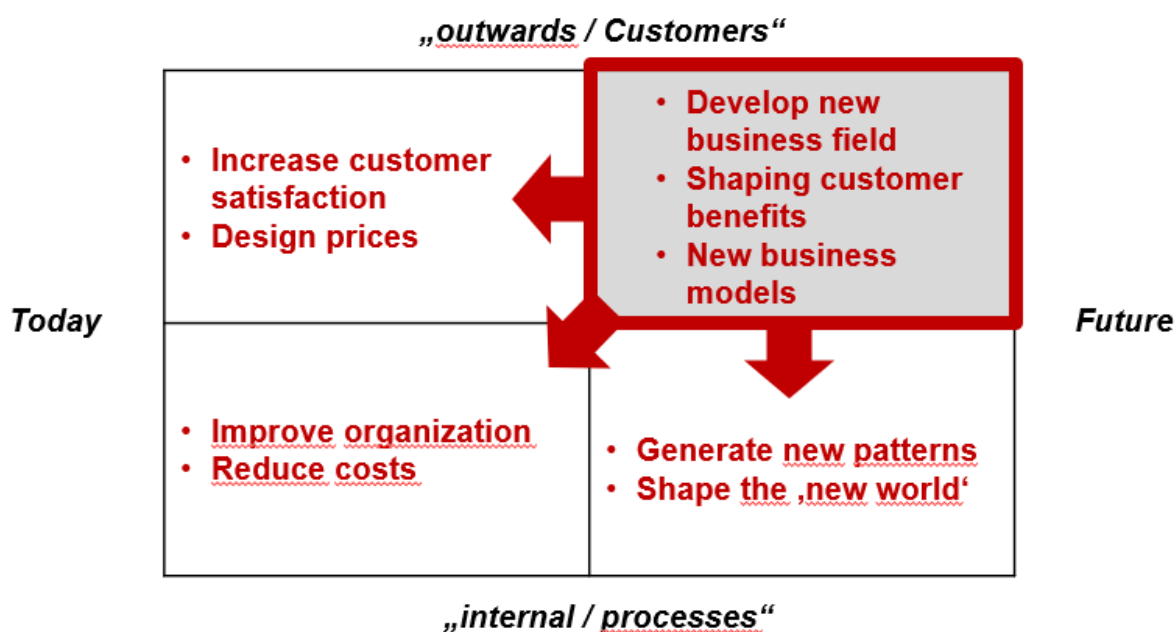 „outwards / Customers“
• Increase customer
satisfaction
• Design prices
• Develop new
business field
• Shaping customer
benefits
• New business
models
Today
Future
• Improve organization
• Reduce costs
• Generate new patterns
• Shape the ‚new world‘
„internal / processes“